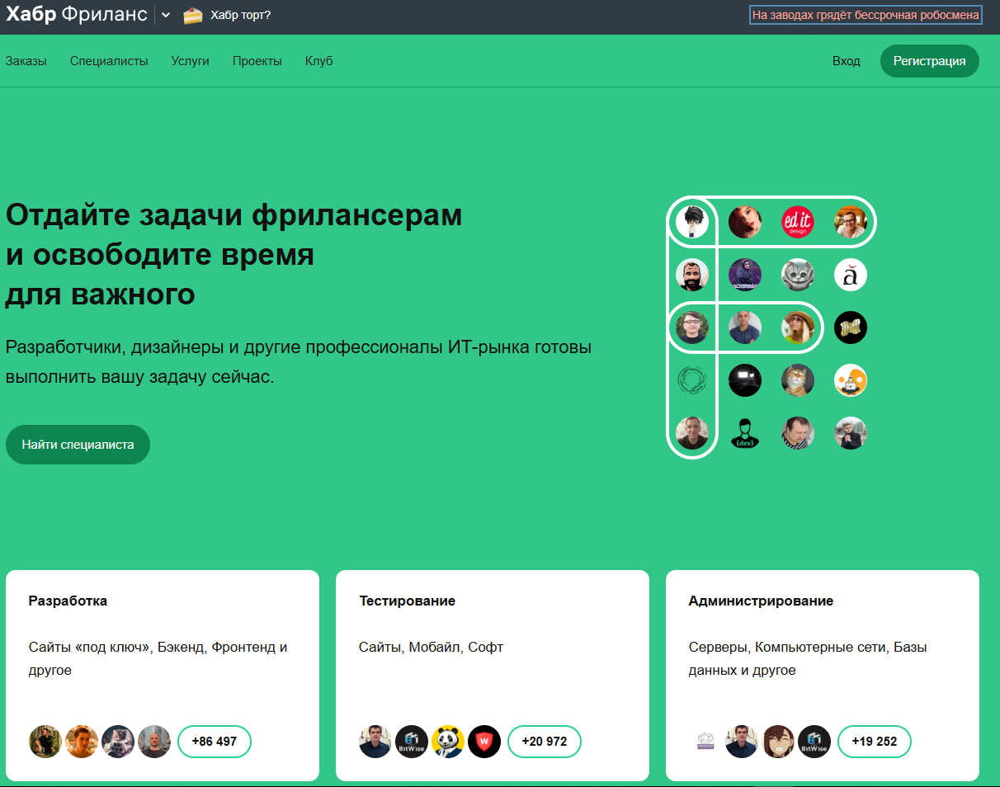 Хабр Фриланс
Хабр торт?
На заводах грядёт бессрочная робосмена
Заказы
Специалисты
Услуги
Проекты
Клуб
Вход
Регистрация
Отдайте задачи фрилансерам
и освободите время
для важного
Разработчики, дизайнеры и другие профессионалы ИТ-рынка готовы
выполнить вашу задачу сейчас.
Найти специалиста
ed it
design
ă
{dev}
Разработка
Сайты «под ключ», Бэкенд, Фронтенд и
другое
+86 497
Тестирование
Сайты, Мобайл, Софт
BitWise
W
+20 972
Администрирование
Серверы, Компьютерные сети, Базы
данных и другое
BitWise
+19 252